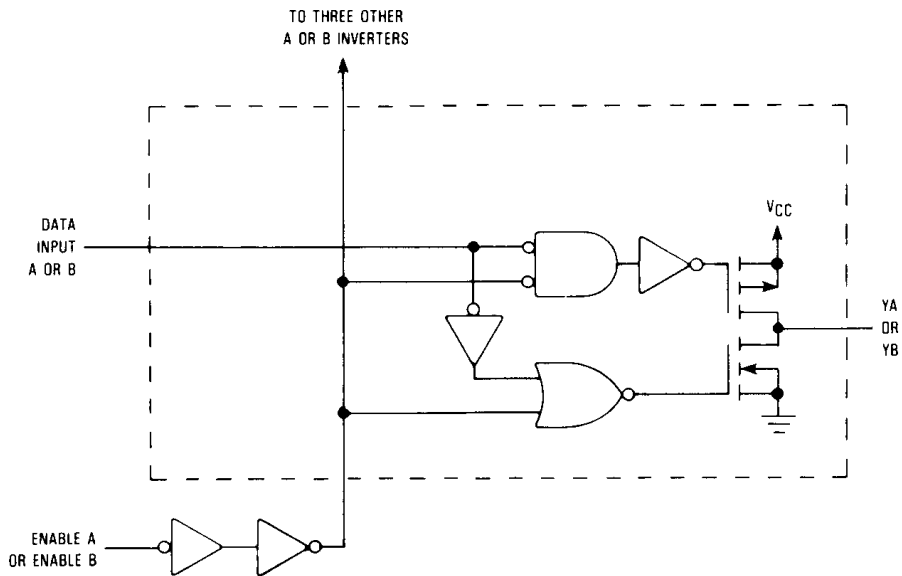 TO THREE OTHER
A OR B INVERTERS
DATA
INPUT
A OR B
VCC
YA
OR
YB
ENABLE A
OR ENABLE B